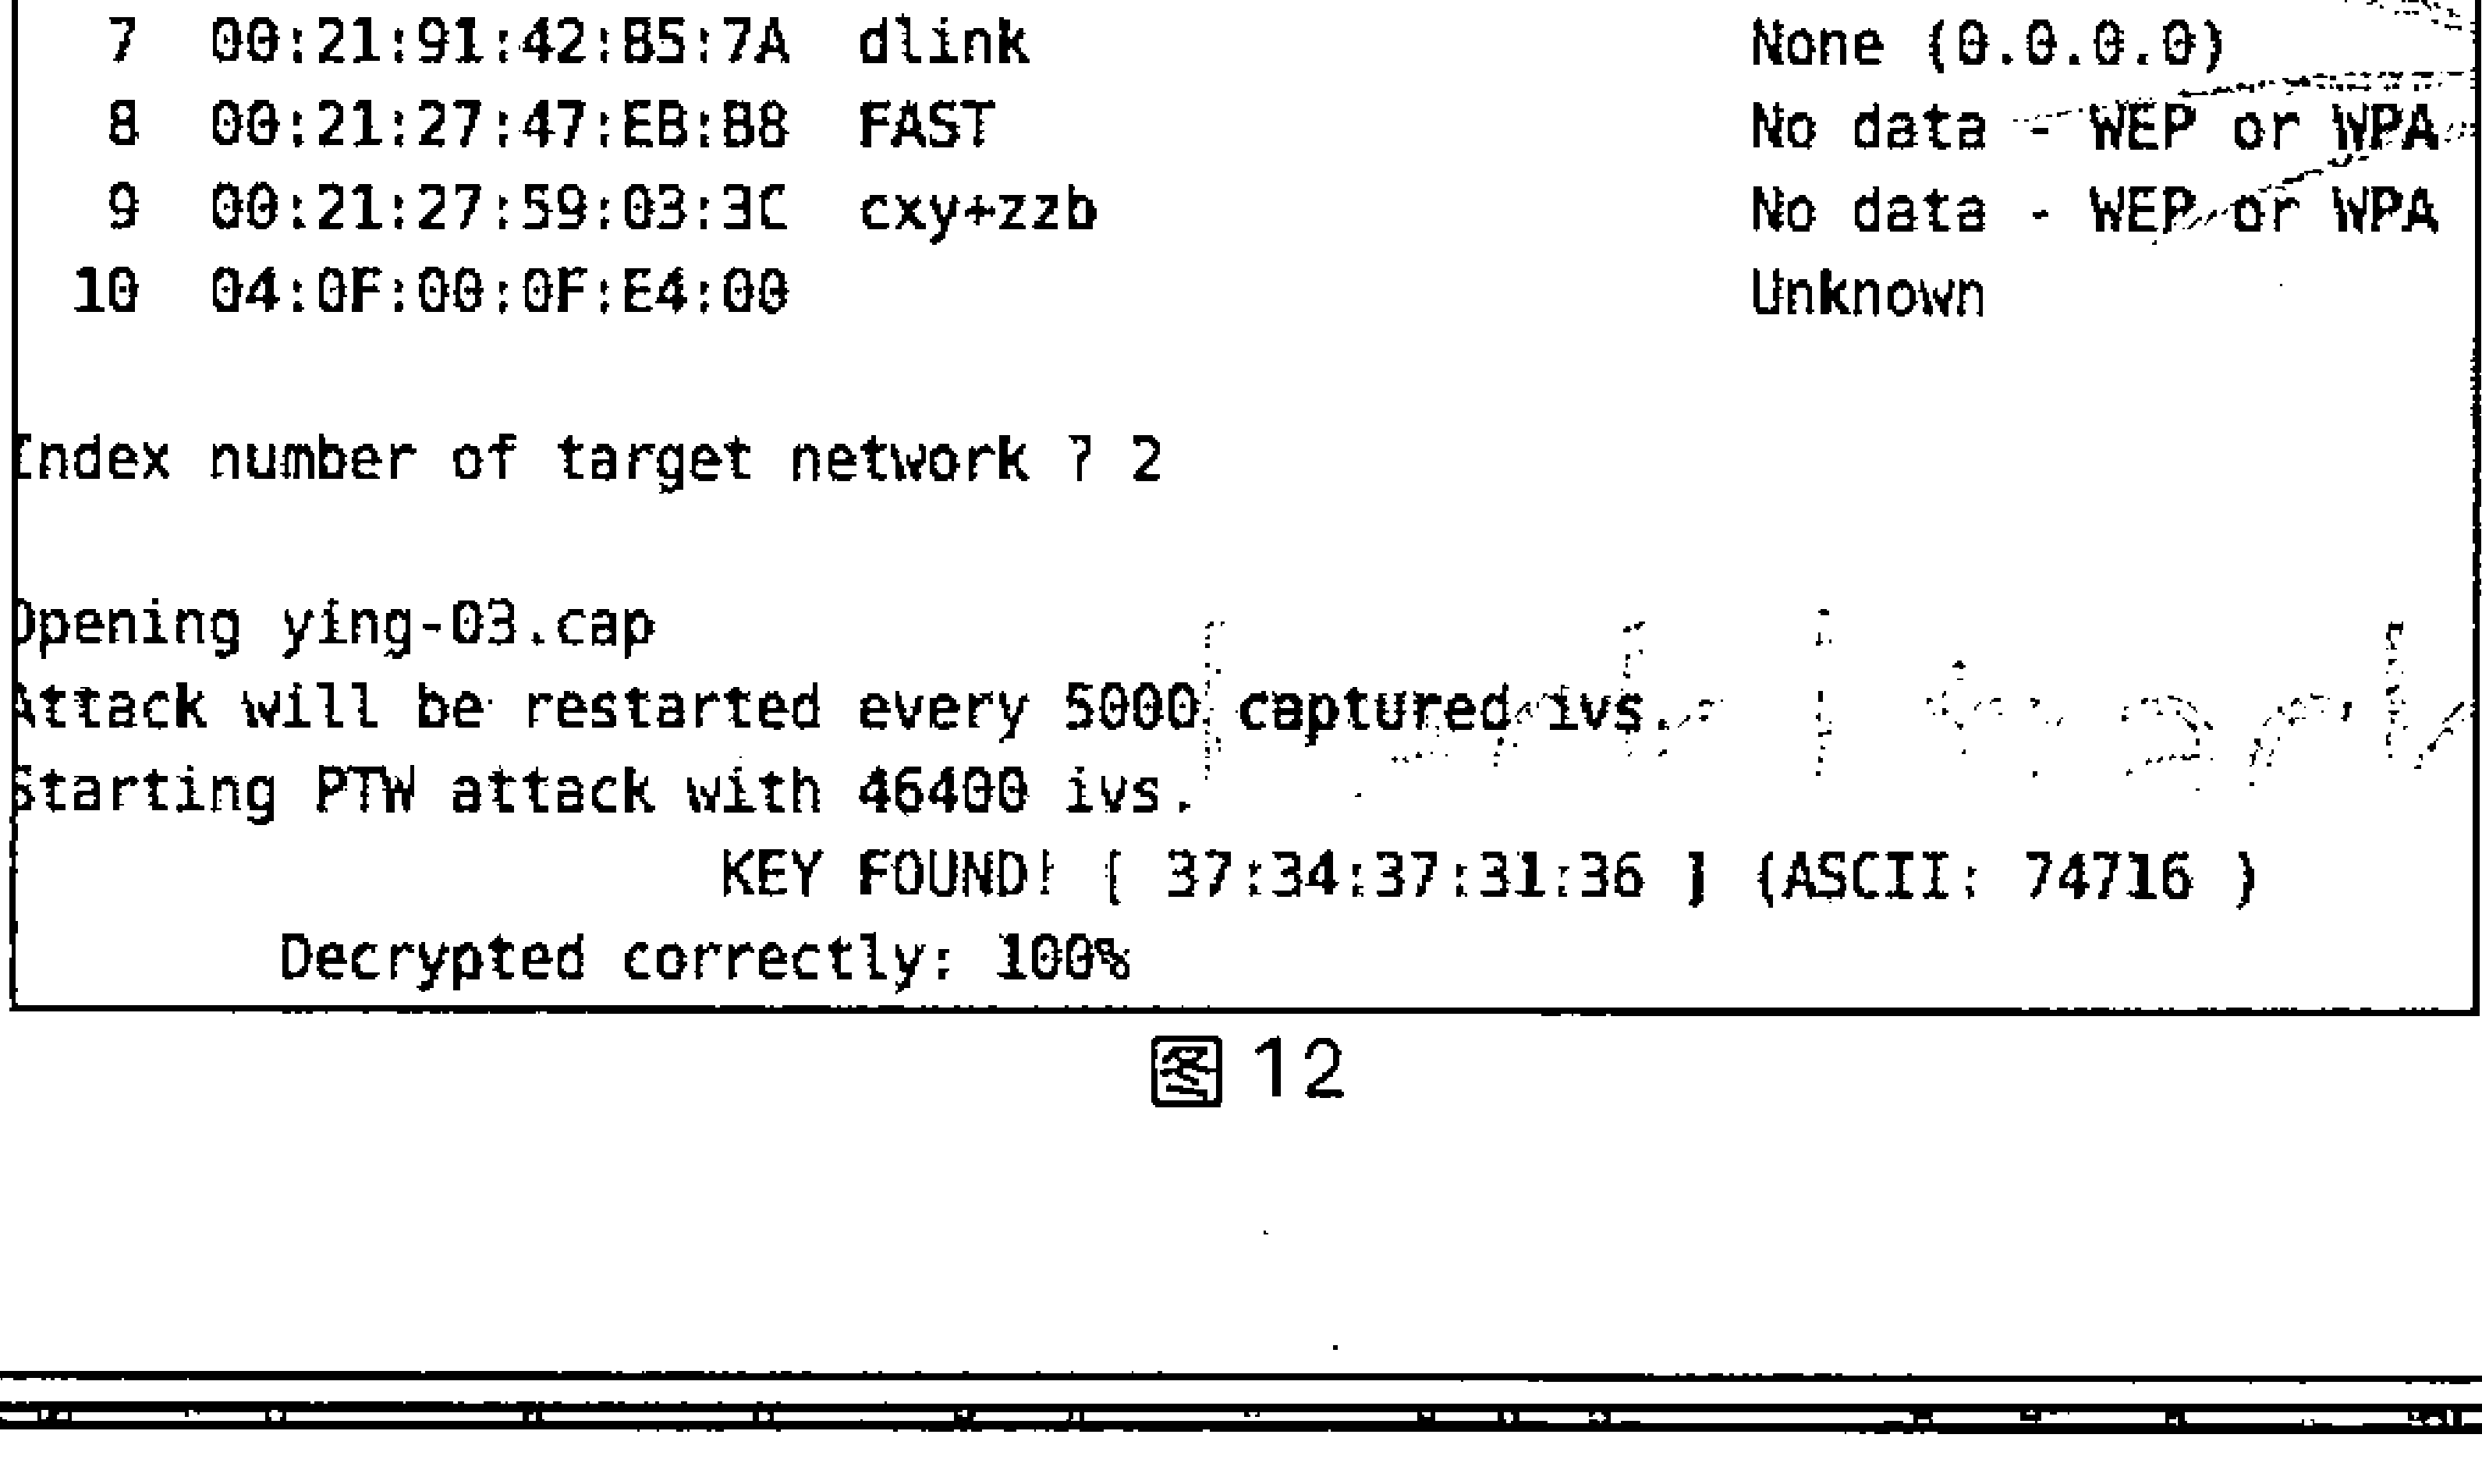 7 00:21:91:42:B5:7A dlink None (0.0.0.0)
8 00:21:27:47:EB:B8 FAST No data - WEP or WPA
9 00:21:27:59:03:3C cxy+zzb No data - WEP or WPA
10 04:0F:00:0F:E4:00 Unknown
Index number of target network ? 2
Opening ying-03.cap
Attack will be restarted every 5000 captured ivs.
Starting PTW attack with 46400 ivs.
KEY FOUND! [ 37:34:37:31:36 ] (ASCII: 74716 )
Decrypted correctly: 100%
图 12